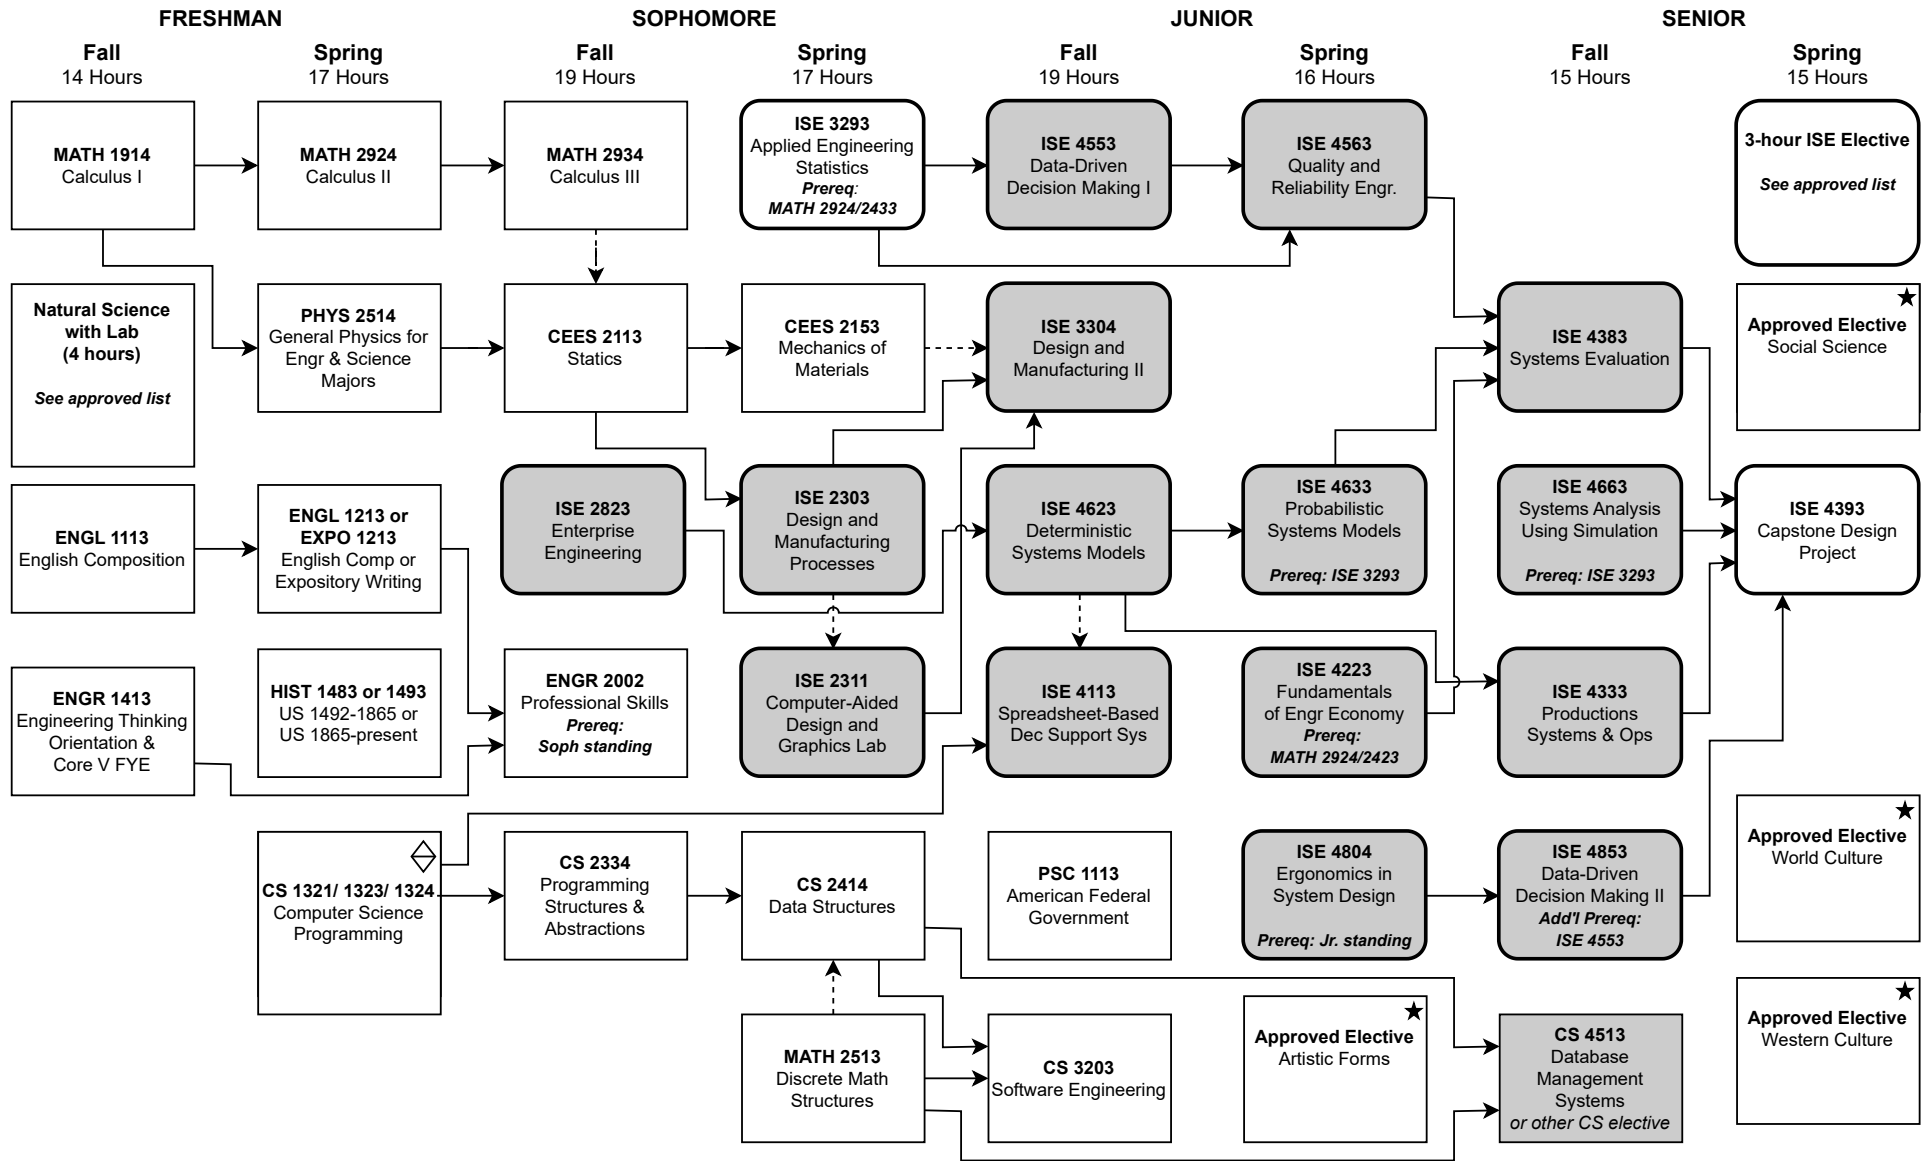 FRESHMAN
SOPHOMORE
JUNIOR
SENIOR
Fall
14 Hours
Spring
17 Hours
Fall
19 Hours
Spring
17 Hours
Fall
19 Hours
Spring
16 Hours
Fall
15 Hours
Spring
15 Hours
MATH 1914
Calculus I
MATH 2924
Calculus II
MATH 2934
Calculus III
ISE 3293
Applied Engineering
Statistics
Prereq:
MATH 2924/2433
ISE 4553
Data-Driven
Decision Making I
ISE 4563
Quality and
Reliability Engr.
3-hour ISE Elective
See approved list
Natural Science
with Lab
(4 hours)
See approved list
PHYS 2514
General Physics for
Engr & Science
Majors
CEES 2113
Statics
CEES 2153
Mechanics of
Materials
ISE 3304
Design and
Manufacturing II
ISE 4383
Systems Evaluation
Approved Elective
Social Science
ENGL 1113
English Composition
ENGL 1213 or
EXPO 1213
English Comp or
Expository Writing
ISE 2823
Enterprise
Engineering
ISE 2303
Design and
Manufacturing
Processes
ISE 4623
Deterministic
Systems Models
ISE 4633
Probabilistic
Systems Models
Prereq: ISE 3293
ISE 4663
Systems Analysis
Using Simulation
Prereq: ISE 3293
ISE 4393
Capstone Design
Project
ENGR 1413
Engineering Thinking
Orientation &
Core V FYE
HIST 1483 or 1493
US 1492-1865 or
US 1865-present
ENGR 2002
Professional Skills
Prereq:
Soph standing
ISE 2311
Computer-Aided
Design and
Graphics Lab
ISE 4113
Spreadsheet-Based
Dec Support Sys
ISE 4223
Fundamentals
of Engr Economy
Prereq:
MATH 2924/2423
ISE 4333
Productions
Systems & Ops
CS 1321/ 1323/ 1324
Computer Science
Programming
CS 2334
Programming
Structures &
Abstractions
CS 2414
Data Structures
PSC 1113
American Federal
Government
ISE 4804
Ergonomics in
System Design
Prereq: Jr. standing
ISE 4853
Data-Driven
Decision Making II
Add'l Prereq:
ISE 4553
Approved Elective
World Culture
MATH 2513
Discrete Math
Structures
CS 3203
Software Engineering
Approved Elective
Artistic Forms
CS 4513
Database
Management
Systems
or other CS elective
Approved Elective
Western Culture